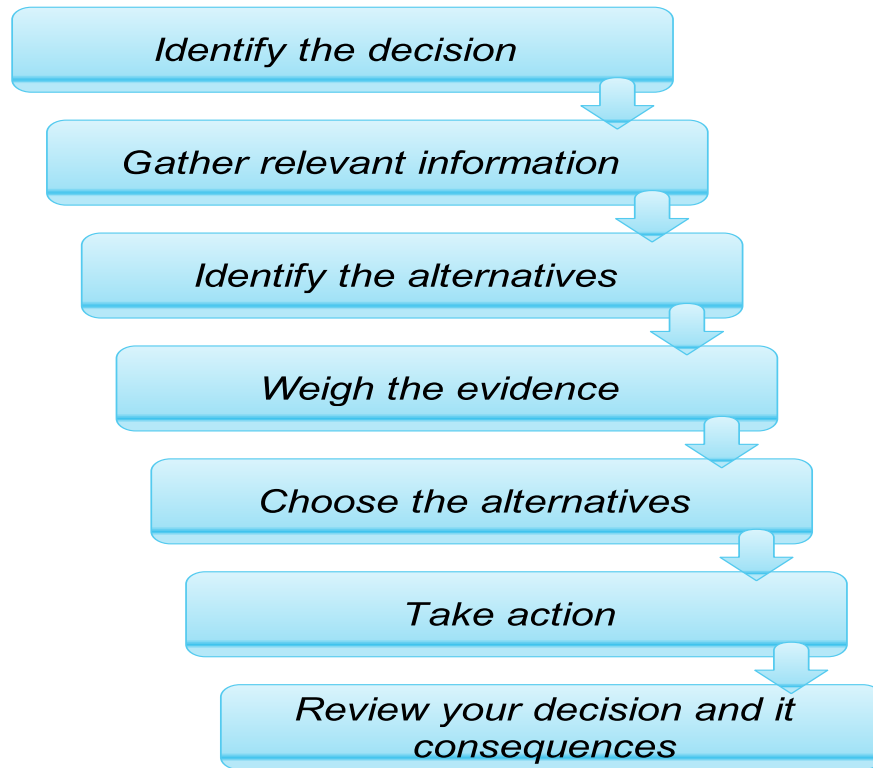 Identify the decision
Gather relevant information
Identify the alternatives
Weigh the evidence
Choose the alternatives
Take action
Review your decision and it
consequences